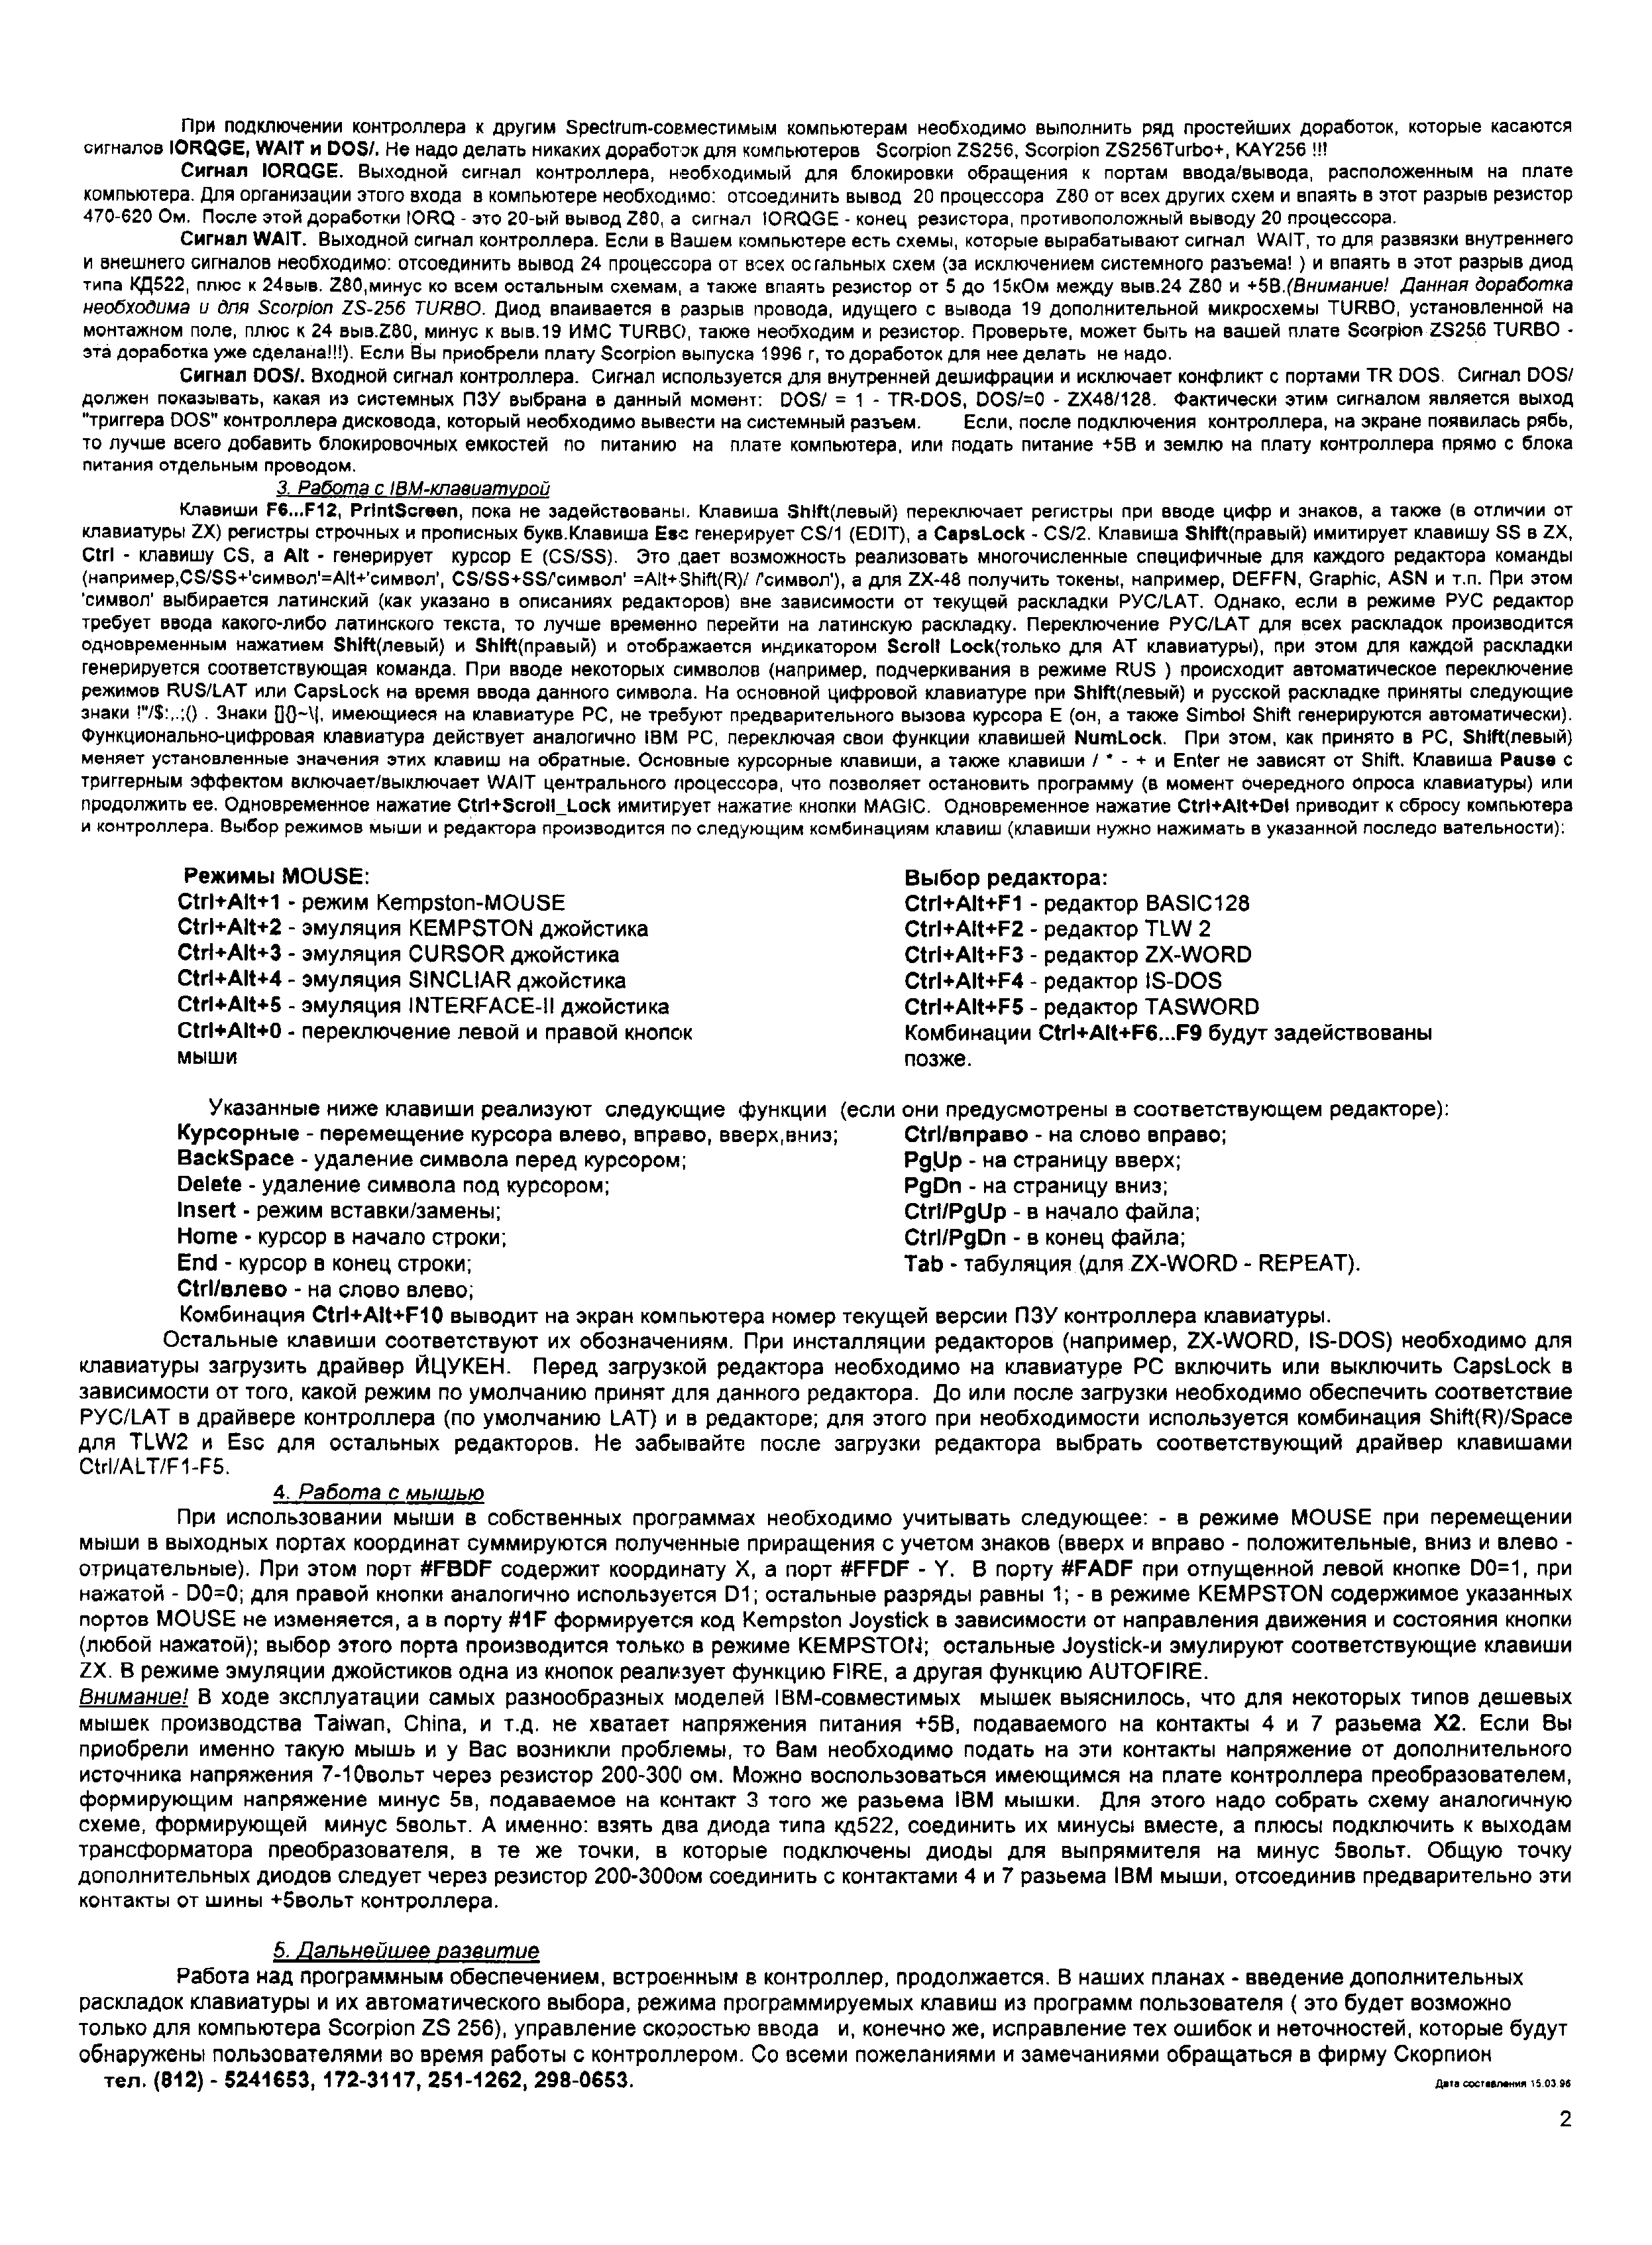 При подключении контроллера к другим Spectrum-совместимым компьютерам необходимо выполнить ряд простейших доработок, которые касаются
сигналов IORQGE, WAIT и DOS/. Не надо делать никаких доработок для компьютеров Scorpion ZS256, Scorpion ZS256Turbo+, KAY256 !!!
Сигнал IORQGE. Выходной сигнал контроллера, необходимый для блокировки обращения к портам ввода/вывода, расположенным на плате
компьютера. Для организации этого входа в компьютере необходимо: отсоединить вывод 20 процессора Z80 от всех других схем и впаять в этот разрыв резистор
470-620 Ом. После этой доработки IORQ - это 20-ый вывод Z80, а сигнал IORQGE - конец резистора, противоположный выводу 20 процессора.
Сигнал WAIT. Выходной сигнал контроллера. Если в Вашем компьютере есть схемы, которые вырабатывают сигнал WAIT, то для развязки внутреннего
и внешнего сигналов необходимо: отсоединить вывод 24 процессора от всех остальных схем (за исключением системного разъема! ) и впаять в этот разрыв диод
типа КД522, плюс к 24выв. Z80,минус ко всем остальным схемам, а также впаять резистор от 5 до 15кОм между выв.24 Z80 и +5В.(Внимание! Данная доработка
необходима и для Scorpion ZS-256 TURBO. Диод впаивается в разрыв провода, идущего с вывода 19 дополнительной микросхемы TURBO, установленной на
монтажном поле, плюс к 24 выв.Z80, минус к выв.19 ИМС TURBO, также необходим и резистор. Проверьте, может быть на вашей плате Scorpion ZS256 TURBO -
эта доработка уже сделана!!!). Если Вы приобрели плату Scorpion выпуска 1996 г, то доработок для нее делать не надо.
Сигнал DOS/. Входной сигнал контроллера. Сигнал используется для внутренней дешифрации и исключает конфликт с портами TR DOS. Сигнал DOS/
должен показывать, какая из системных ПЗУ выбрана в данный момент: DOS/ = 1 - TR-DOS, DOS/=0 - ZX48/128. Фактически этим сигналом является выход
"триггера DOS" контроллера дисковода, который необходимо вывести на системный разъем. Если, после подключения контроллера, на экране появилась рябь,
то лучше всего добавить блокировочных емкостей по питанию на плате компьютера, или подать питание +5В и землю на плату контроллера прямо с блока
питания отдельным проводом.
3. Работа с IBM-клавиатурой
Клавиши F6...F12, PrintScreen, пока не задействованы. Клавиша Shift(левый) переключает регистры при вводе цифр и знаков, а также (в отличии от
клавиатуры ZX) регистры строчных и прописных букв.Клавиша Esc генерирует CS/1 (EDIT), а CapsLock - CS/2. Клавиша Shift(правый) имитирует клавишу SS в ZX,
Ctrl - клавишу CS, а Alt - генерирует курсор E (CS/SS). Это дает возможность реализовать многочисленные специфичные для каждого редактора команды
(например,CS/SS+'символ'=Alt+'символ', CS/SS+SS/'символ' =Alt+Shift(R)/ /'символ'), а для ZX-48 получить токены, например, DEFFN, Graphic, ASN и т.п. При этом
'символ' выбирается латинский (как указано в описаниях редакторов) вне зависимости от текущей раскладки РУС/LAT. Однако, если в режиме РУС редактор
требует ввода какого-либо латинского текста, то лучше временно перейти на латинскую раскладку. Переключение РУС/LAT для всех раскладок производится
одновременным нажатием Shift(левый) и Shift(правый) и отображается индикатором Scroll Lock(только для АТ клавиатуры), при этом для каждой раскладки
генерируется соответствующая команда. При вводе некоторых символов (например, подчеркивания в режиме RUS ) происходит автоматическое переключение
режимов RUS/LAT или CapsLock на время ввода данного символа. На основной цифровой клавиатуре при Shift(левый) и русской раскладке приняты следующие
знаки !"/$:,.;() . Знаки []{}~\|, имеющиеся на клавиатуре PC, не требуют предварительного вызова курсора E (он, а также Simbol Shift генерируются автоматически).
Функционально-цифровая клавиатура действует аналогично IBM PC, переключая свои функции клавишей NumLock. При этом, как принято в PC, Shift(левый)
меняет установленные значения этих клавиш на обратные. Основные курсорные клавиши, а также клавиши / * - + и Enter не зависят от Shift. Клавиша Pause с
триггерным эффектом включает/выключает WAIT центрального процессора, что позволяет остановить программу (в момент очередного опроса клавиатуры) или
продолжить ее. Одновременное нажатие Ctrl+Scroll_Lock имитирует нажатие кнопки MAGIC. Одновременное нажатие Ctrl+Alt+Del приводит к сбросу компьютера
и контроллера. Выбор режимов мыши и редактора производится по следующим комбинациям клавиш (клавиши нужно нажимать в указанной последо вательности):
Режимы MOUSE:
Ctrl+Alt+1 - режим Kempston-MOUSE
Ctrl+Alt+2 - эмуляция KEMPSTON джойстика
Ctrl+Alt+3 - эмуляция CURSOR джойстика
Ctrl+Alt+4 - эмуляция SINCLIAR джойстика
Ctrl+Alt+5 - эмуляция INTERFACE-II джойстика
Ctrl+Alt+0 - переключение левой и правой кнопок
мыши
Выбор редактора:
Ctrl+Alt+F1 - редактор BASIC128
Ctrl+Alt+F2 - редактор TLW 2
Ctrl+Alt+F3 - редактор ZX-WORD
Ctrl+Alt+F4 - редактор IS-DOS
Ctrl+Alt+F5 - редактор TASWORD
Комбинации Ctrl+Alt+F6...F9 будут задействованы
позже.
Указанные ниже клавиши реализуют следующие функции (если они предусмотрены в соответствующем редакторе):
Курсорные - перемещение курсора влево, вправо, вверх,вниз;
BackSpace - удаление символа перед курсором;
Delete - удаление символа под курсором;
Insert - режим вставки/замены;
Home - курсор в начало строки;
End - курсор в конец строки;
Ctrl/влево - на слово влево;
Ctrl/вправо - на слово вправо;
PgUp - на страницу вверх;
PgDn - на страницу вниз;
Ctrl/PgUp - в начало файла;
Ctrl/PgDn - в конец файла;
Tab - табуляция (для ZX-WORD - REPEAT).
Комбинация Ctrl+Alt+F10 выводит на экран компьютера номер текущей версии ПЗУ контроллера клавиатуры.
Остальные клавиши соответствуют их обозначениям. При инсталляции редакторов (например, ZX-WORD, IS-DOS) необходимо для
клавиатуры загрузить драйвер ЙЦУКЕН. Перед загрузкой редактора необходимо на клавиатуре PC включить или выключить CapsLock в
зависимости от того, какой режим по умолчанию принят для данного редактора. До или после загрузки необходимо обеспечить соответствие
РУС/LAT в драйвере контроллера (по умолчанию LAT) и в редакторе; для этого при необходимости используется комбинация Shift(R)/Space
для TLW2 и Esc для остальных редакторов. Не забывайте после загрузки редактора выбрать соответствующий драйвер клавишами
Ctrl/ALT/F1-F5.
4. Работа с мышью
При использовании мыши в собственных программах необходимо учитывать следующее: - в режиме MOUSE при перемещении
мыши в выходных портах координат суммируются полученные приращения с учетом знаков (вверх и вправо - положительные, вниз и влево -
отрицательные). При этом порт #FBDF содержит координату X, а порт #FFDF - Y. В порту #FADF при отпущенной левой кнопке D0=1, при
нажатой - D0=0; для правой кнопки аналогично используется D1; остальные разряды равны 1; - в режиме KEMPSTON содержимое указанных
портов MOUSE не изменяется, а в порту #1F формируется код Kempston Joystick в зависимости от направления движения и состояния кнопки
(любой нажатой); выбор этого порта производится только в режиме KEMPSTON; остальные Joystick-и эмулируют соответствующие клавиши
ZX. В режиме эмуляции джойстиков одна из кнопок реализует функцию FIRE, а другая функцию AUTOFIRE.
Внимание! В ходе эксплуатации самых разнообразных моделей IBM-совместимых мышек выяснилось, что для некоторых типов дешевых
мышек производства Taiwan, China, и т.д. не хватает напряжения питания +5В, подаваемого на контакты 4 и 7 разьема X2. Если Вы
приобрели именно такую мышь и у Вас возникли проблемы, то Вам необходимо подать на эти контакты напряжение от дополнительного
источника напряжения 7-10вольт через резистор 200-300 ом. Можно воспользоваться имеющимся на плате контроллера преобразователем,
формирующим напряжение минус 5в, подаваемое на контакт 3 того же разьема IBM мышки. Для этого надо собрать схему аналогичную
схеме, формирующей минус 5вольт. А именно: взять два диода типа кд522, соединить их минусы вместе, а плюсы подключить к выходам
трансформатора преобразователя, в те же точки, в которые подключены диоды для выпрямителя на минус 5вольт. Общую точку
дополнительных диодов следует через резистор 200-300ом соединить с контактами 4 и 7 разьема IBM мыши, отсоединив предварительно эти
контакты от шины +5вольт контроллера.
5. Дальнейшее развитие
Работа над программным обеспечением, встроенным в контроллер, продолжается. В наших планах - введение дополнительных
раскладок клавиатуры и их автоматического выбора, режима программируемых клавиш из программ пользователя ( это будет возможно
только для компьютера Scorpion ZS 256), управление скоростью ввода и, конечно же, исправление тех ошибок и неточностей, которые будут
обнаружены пользователями во время работы с контроллером. Со всеми пожеланиями и замечаниями обращаться в фирму Скорпион
тел. (812) - 5241653, 172-3117, 251-1262, 298-0653.
Дата составления 15.03.96
2